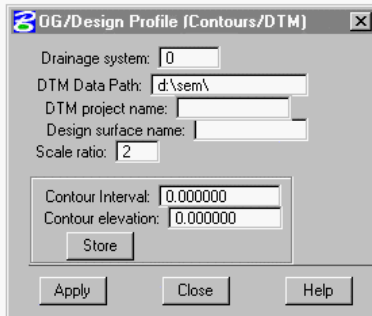 OG/Design Profile (Contours/DTM)
Drainage system: 0
DTM Data Path: d:\sem\
DTM project name:
Design surface name:
Scale ratio: 2
Contour Interval: 0.000000
Contour elevation: 0.000000
Store
Apply Close Help